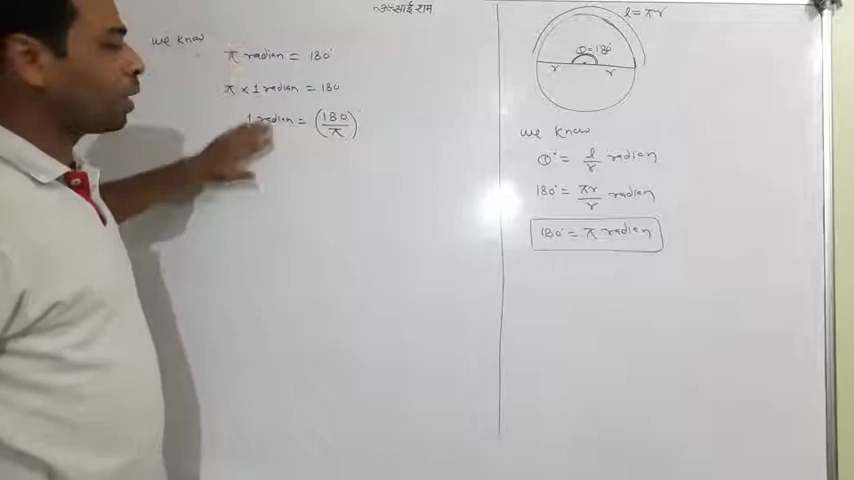 ॐ साई राम
we know
π radian = 180°
π × 1 radian = 180
1 radian = (180°/π)
l = πr
θ = 180°
r r
we know
θ° = l/r radian
180° = πr/r radian
180° = π radian